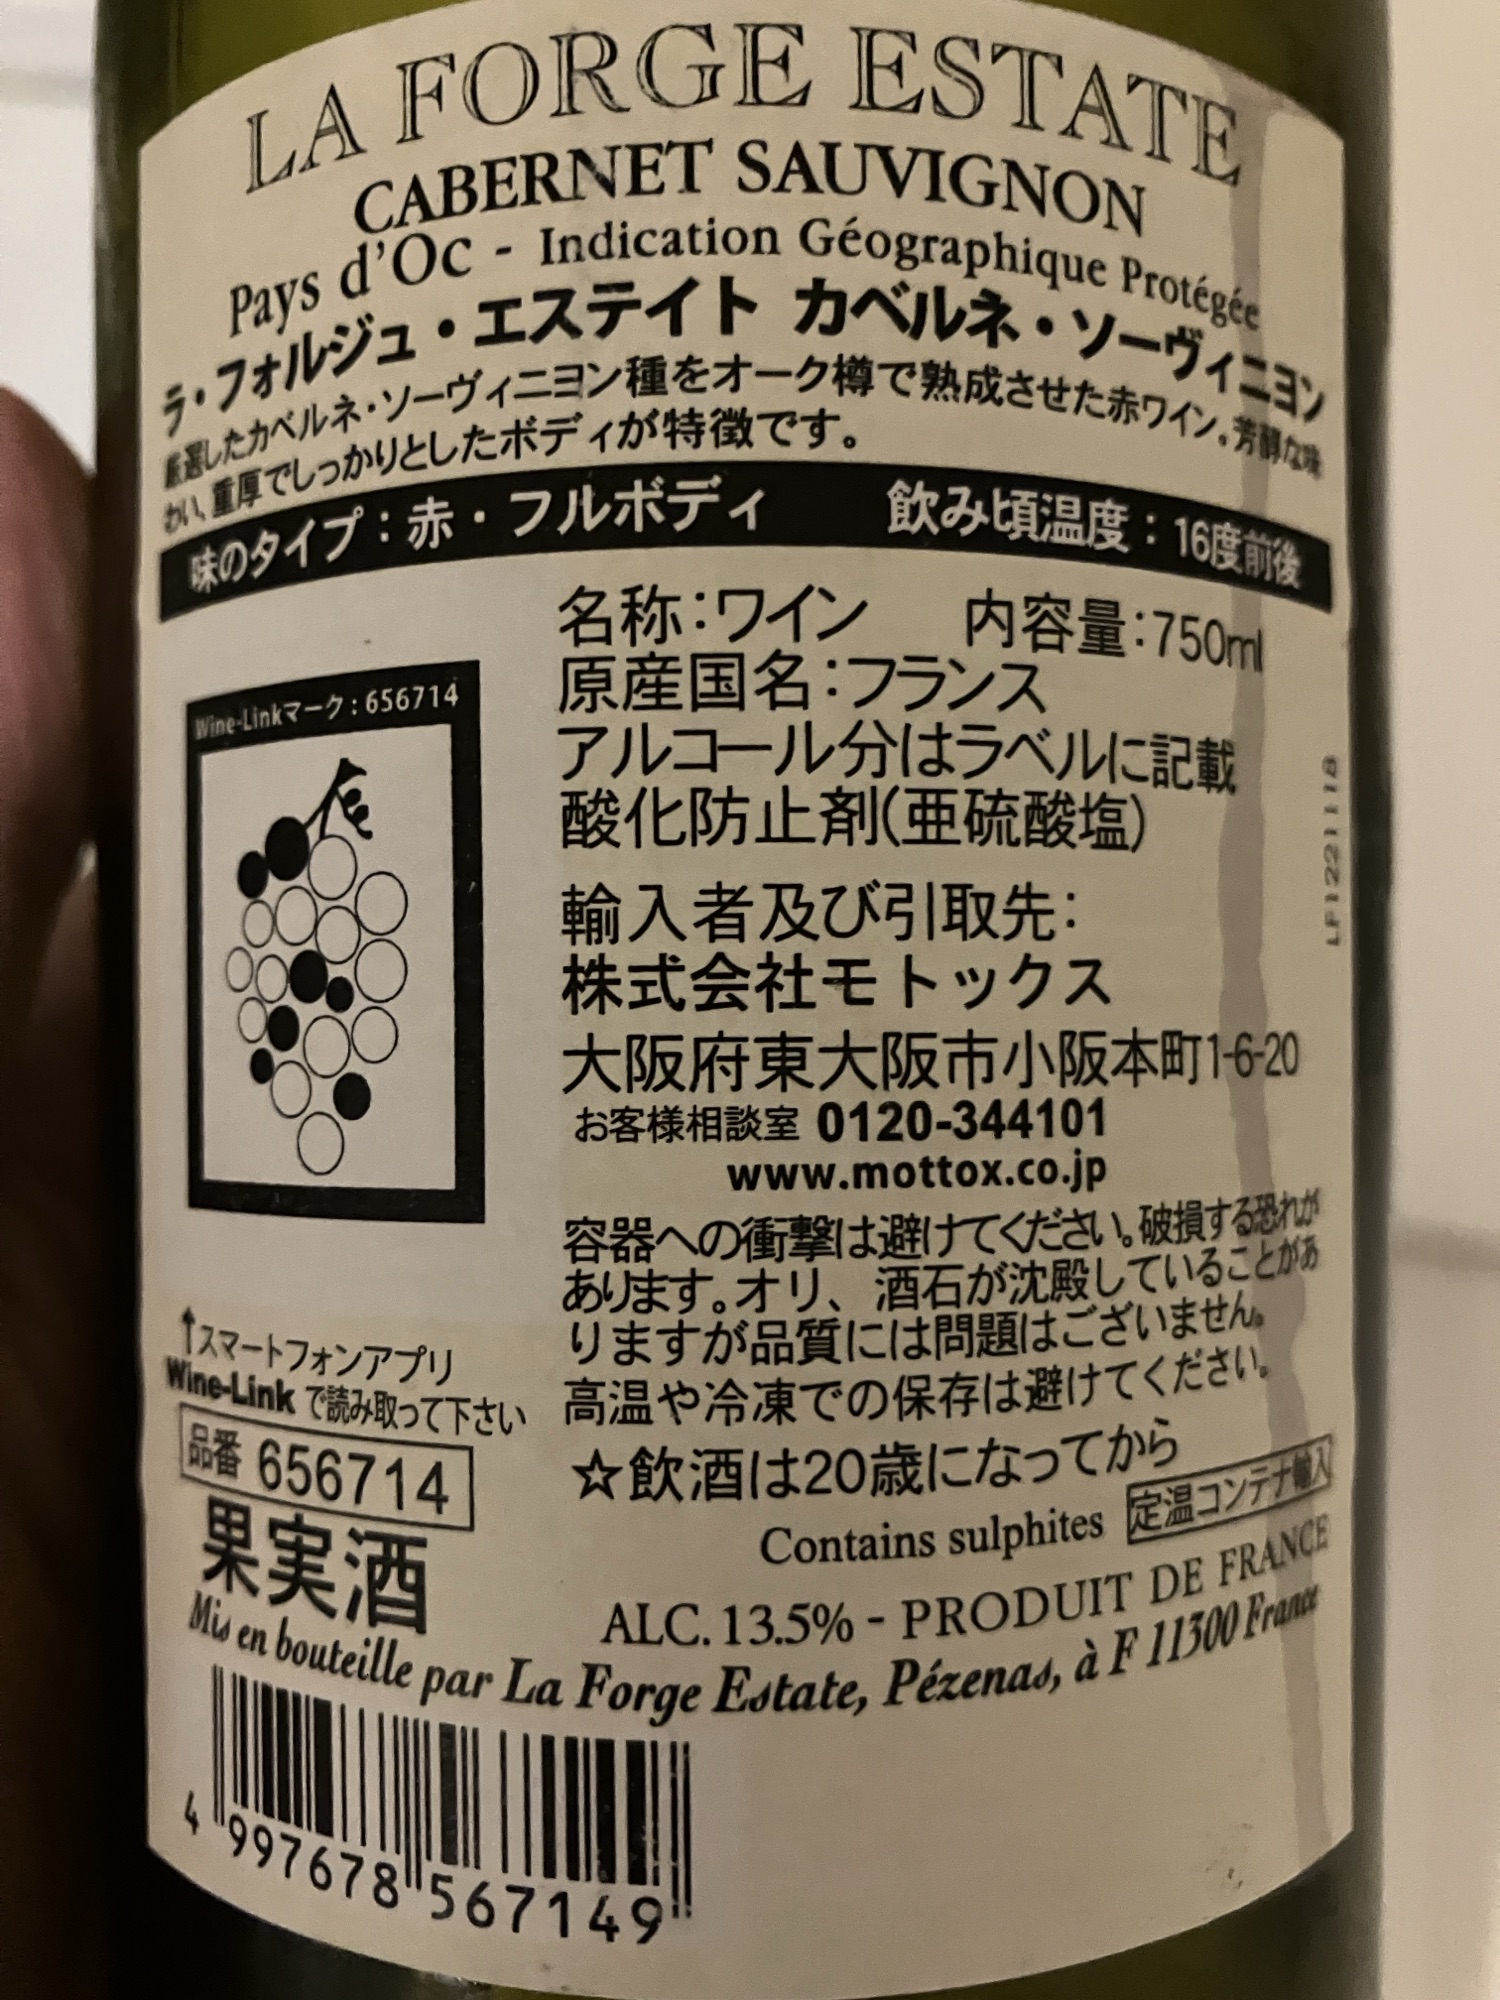 LA FORGE ESTATE
CABERNET SAUVIGNON
Pays d'Oc - Indication Géographique Protégée
ラ・フォルジュ・エステイト カベルネ・ソーヴィニヨン
厳選したカベルネ・ソーヴィニヨン種をオーク樽で熟成させた赤ワイン。芳醇な味
わい、重厚でしっかりとしたボディが特徴です。
味のタイプ：赤・フルボディ 飲み頃温度：16度前後
名称：ワイン 内容量：750ml
原産国名：フランス
アルコール分はラベルに記載
酸化防止剤(亜硫酸塩)
輸入者及び引取先：
株式会社モトックス
大阪府東大阪市小阪本町1-6-20
お客様相談室 0120-344101
www.mottox.co.jp
容器への衝撃は避けてください。破損する恐れが
あります。オリ、酒石が沈殿していることがあ
りますが品質には問題はございません。
高温や冷凍での保存は避けてください。
☆飲酒は20歳になってから
Contains sulphites 定温コンテナ輸入
Wine-Linkマーク：656714
↑スマートフォンアプリ
Wine-Link で読み取って下さい
品番 656714
果実酒
ALC. 13.5% - PRODUIT DE FRANCE
Mis en bouteille par La Forge Estate, Pézenas, à F 11300 France
4 997678 567149
LF1221118